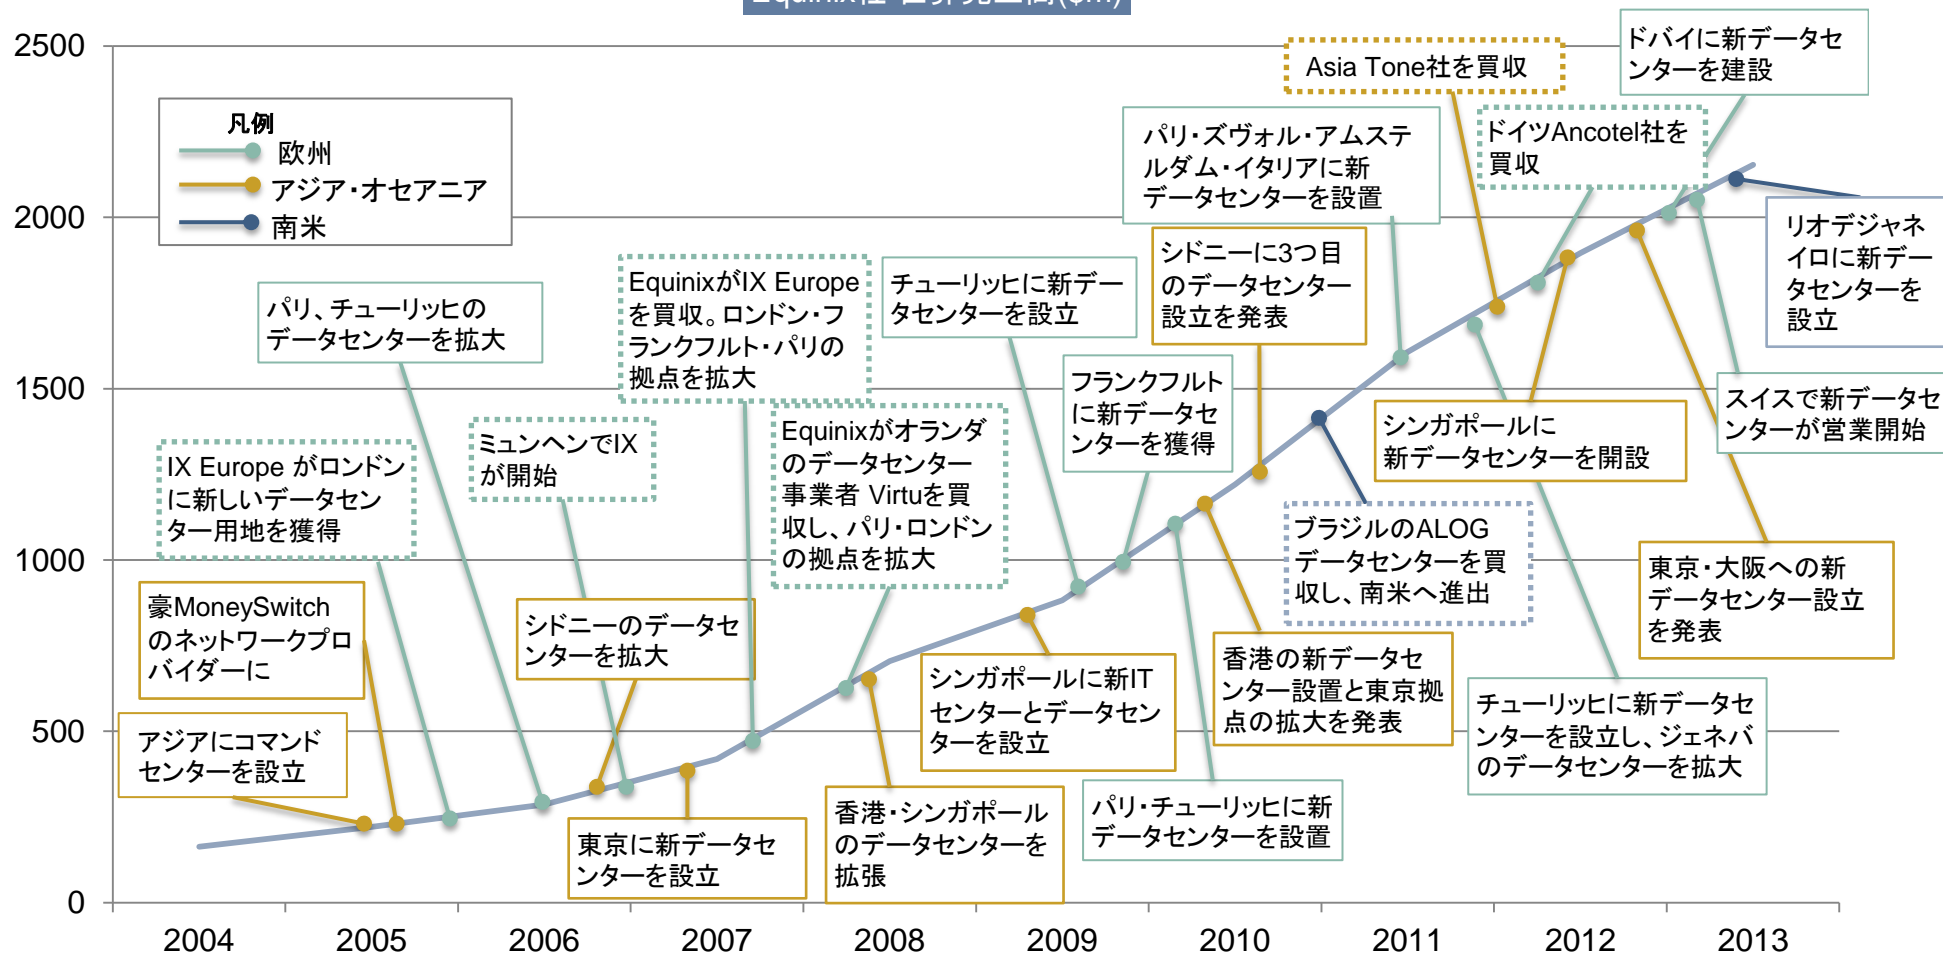 Equinix社 世界売上高($m)
2500
2000
1500
1000
500
0
凡例
欧州
アジア・オセアニア
南米
Asia Tone社を買収
ドバイに新データセ
ンターを建設
パリ・ズヴォル・アムステ
ルダム・イタリアに新
データセンターを設置
ドイツAncotel社を
買収
リオデジャネ
イロに新デー
タセンターを
設立
パリ、チューリッヒの
データセンターを拡大
EquinixがIX Europe
を買収。ロンドン・フ
ランクフルト・パリの
拠点を拡大
チューリッヒに新デー
タセンターを設立
シドニーに3つ目
のデータセンター
設立を発表
フランクフルト
に新データセ
ンターを獲得
スイスで新データセ
ンターが営業開始
IX Europe がロンドン
に新しいデータセン
ター用地を獲得
ミュンヘンでIX
が開始
Equinixがオランダ
のデータセンター
事業者 Virtuを買
収し、パリ・ロンドン
の拠点を拡大
シンガポールに
新データセンターを開設
ブラジルのALOG
データセンターを買
収し、南米へ進出
東京・大阪への新
データセンター設立
を発表
豪MoneySwitch
のネットワークプロ
バイダーに
シドニーのデータセ
ンターを拡大
シンガポールに新IT
センターとデータセン
ターを設立
香港の新データセ
ンター設置と東京拠
点の拡大を発表
チューリッヒに新データセ
ンターを設立し、ジェネバ
のデータセンターを拡大
アジアにコマンド
センターを設立
東京に新データセ
ンターを設立
香港・シンガポール
のデータセンターを
拡張
パリ・チューリッヒに新
データセンターを設置
2004
2005
2006
2007
2008
2009
2010
2011
2012
2013